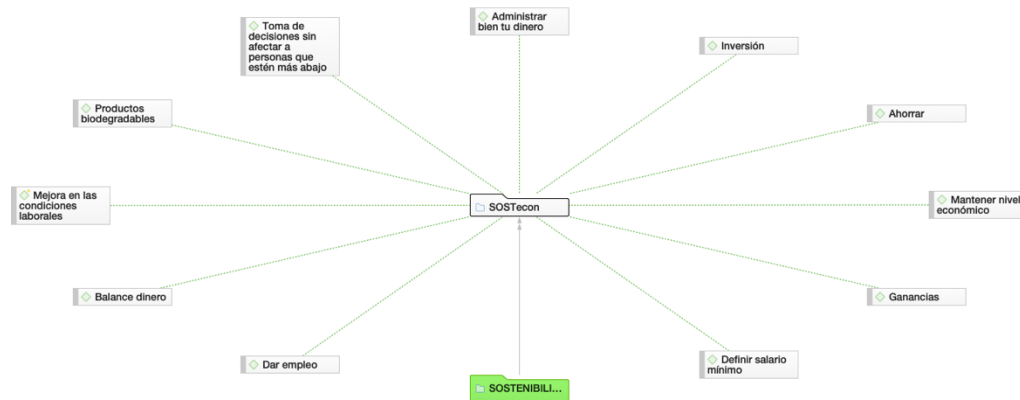 Administrar
bien tu dinero
Toma de
decisiones sin
afectar a
personas que
estén más abajo
Inversión
Productos
biodegradables
Ahorrar
Mejora en las
condiciones
laborales
SOSTecon
Mantener nivel
económico
Balance dinero
Ganancias
Dar empleo
Definir salario
mínimo
SOSTENIBILI...